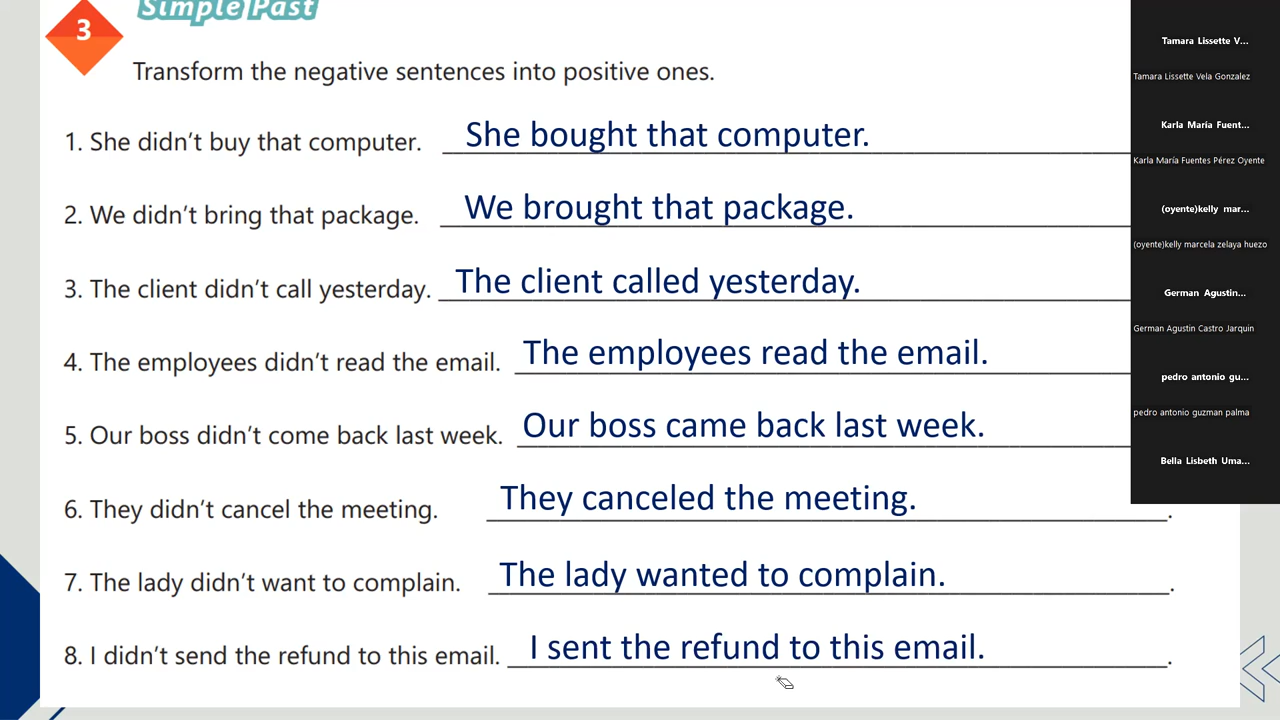 Simple Past
3
Transform the negative sentences into positive ones.
1. She didn’t buy that computer. She bought that computer.
2. We didn’t bring that package. We brought that package.
3. The client didn’t call yesterday. The client called yesterday.
4. The employees didn’t read the email. The employees read the email.
5. Our boss didn’t come back last week. Our boss came back last week.
6. They didn’t cancel the meeting. They canceled the meeting.
7. The lady didn’t want to complain. The lady wanted to complain.
8. I didn’t send the refund to this email. I sent the refund to this email.
Tamara Lissette V...
Tamara Lissette Vela Gonzalez
Karla María Fuent...
Karla María Fuentes Pérez Oyente
(oyente)kelly mar...
(oyente)kelly marcela zelaya huezo
German Agustin...
German Agustin Castro Jarquin
pedro antonio gu...
pedro antonio guzman palma
Bella Lisbeth Uma...